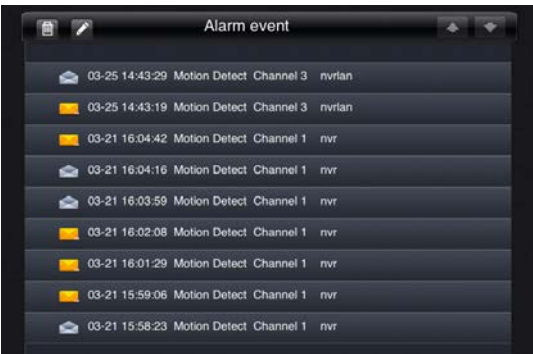 Alarm event
03-25 14:43:29 Motion Detect Channel 3 nvrlan
03-25 14:43:19 Motion Detect Channel 3 nvrlan
03-21 16:04:42 Motion Detect Channel 1 nvr
03-21 16:04:16 Motion Detect Channel 1 nvr
03-21 16:03:59 Motion Detect Channel 1 nvr
03-21 16:02:08 Motion Detect Channel 1 nvr
03-21 16:01:29 Motion Detect Channel 1 nvr
03-21 15:59:06 Motion Detect Channel 1 nvr
03-21 15:58:23 Motion Detect Channel 1 nvr